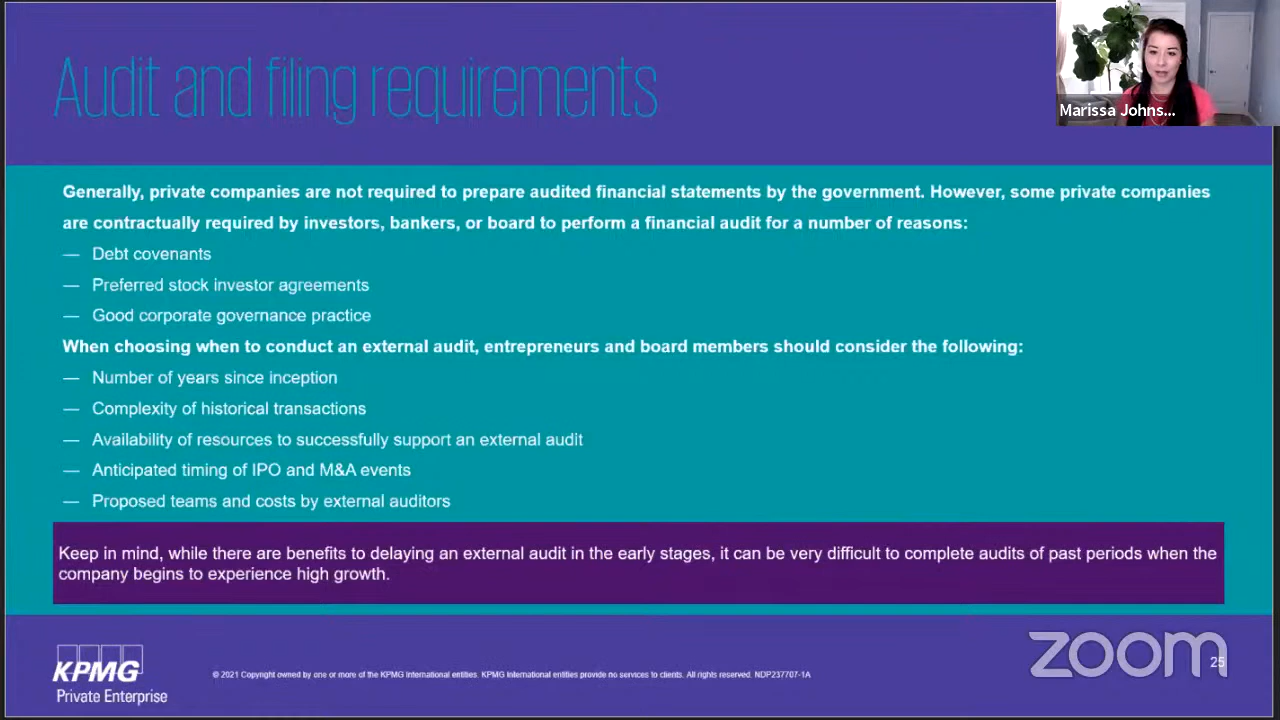 Audit and filing requirements
Marissa Johns...
Generally, private companies are not required to prepare audited financial statements by the government. However, some private companies
are contractually required by investors, bankers, or board to perform a financial audit for a number of reasons:
— Debt covenants
— Preferred stock investor agreements
— Good corporate governance practice
When choosing when to conduct an external audit, entrepreneurs and board members should consider the following:
— Number of years since inception
— Complexity of historical transactions
— Availability of resources to successfully support an external audit
— Anticipated timing of IPO and M&A events
— Proposed teams and costs by external auditors
Keep in mind, while there are benefits to delaying an external audit in the early stages, it can be very difficult to complete audits of past periods when the
company begins to experience high growth.
KPMG
Private Enterprise
© 2021 Copyright owned by one or more of the KPMG International entities. KPMG International entities provide no services to clients. All rights reserved. NDP237707-1A
zoom
25